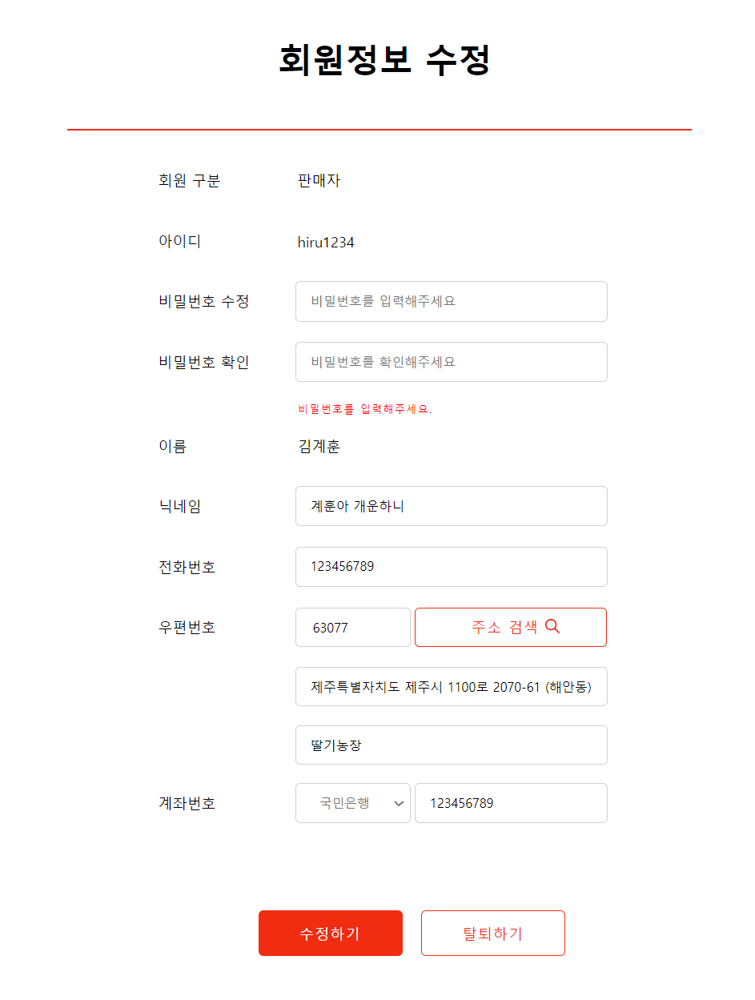 회원정보 수정
회원 구분 판매자
아이디 hiru1234
비밀번호 수정 비밀번호를 입력해주세요
비밀번호 확인 비밀번호를 확인해주세요
비밀번호를 입력해주세요.
이름 김계훈
닉네임 계훈아 개운하니
전화번호 123456789
우편번호 63077 주소 검색
제주특별자치도 제주시 1100로 2070-61 (해안동)
딸기농장
계좌번호 국민은행 123456789
수정하기 탈퇴하기